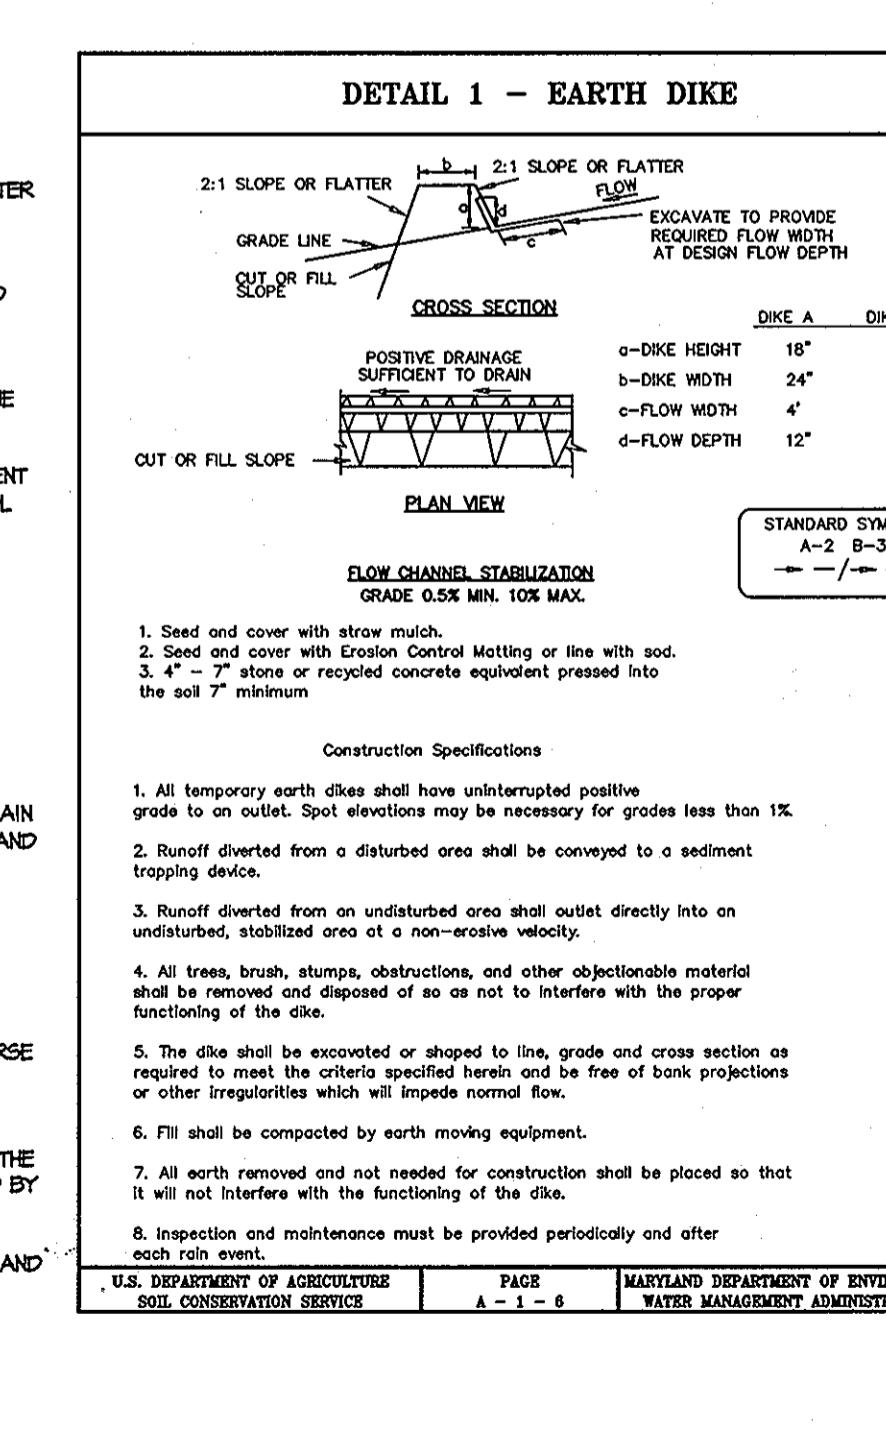 DETAIL 1 – EARTH DIKE
2:1 SLOPE OR FLATTER
b
2:1 SLOPE OR FLATTER
FLOW
a
d
EXCAVATE TO PROVIDE
REQUIRED FLOW WIDTH
AT DESIGN FLOW DEPTH
GRADE LINE
c
CUT OR FILL
SLOPE
CROSS SECTION
DIKE A
a–DIKE HEIGHT 18"
b–DIKE WIDTH 24"
c–FLOW WIDTH 4'
d–FLOW DEPTH 12"
POSITIVE DRAINAGE
SUFFICIENT TO DRAIN
CUT OR FILL SLOPE
PLAN VIEW
STANDARD SYM
A–2 B–3
FLOW CHANNEL STABILIZATION
GRADE 0.5% MIN. 10% MAX.
1. Seed and cover with straw mulch.
2. Seed and cover with Erosion Control Matting or line with sod.
3. 4" – 7" stone or recycled concrete equivalent pressed into
the soil 7" minimum
Construction Specifications
1. All temporary earth dikes shall have uninterrupted positive
grade to an outlet. Spot elevations may be necessary for grades less than 1%.
2. Runoff diverted from a disturbed area shall be conveyed to a sediment
trapping device.
3. Runoff diverted from an undisturbed area shall outlet directly into an
undisturbed, stabilized area at a non–erosive velocity.
4. All trees, brush, stumps, obstructions, and other objectionable material
shall be removed and disposed of so as not to interfere with the proper
functioning of the dike.
5. The dike shall be excavated or shaped to line, grade and cross section as
required to meet the criteria specified herein and be free of bank projections
or other irregularities which will impede normal flow.
6. Fill shall be compacted by earth moving equipment.
7. All earth removed and not needed for construction shall be placed so that
it will not interfere with the functioning of the dike.
8. Inspection and maintenance must be provided periodically and after
each rain event.
U.S. DEPARTMENT OF AGRICULTURE
SOIL CONSERVATION SERVICE
PAGE
A – 1 – 6
MARYLAND DEPARTMENT OF ENVI
WATER MANAGEMENT ADMINIST
AND
THE
BY
AND